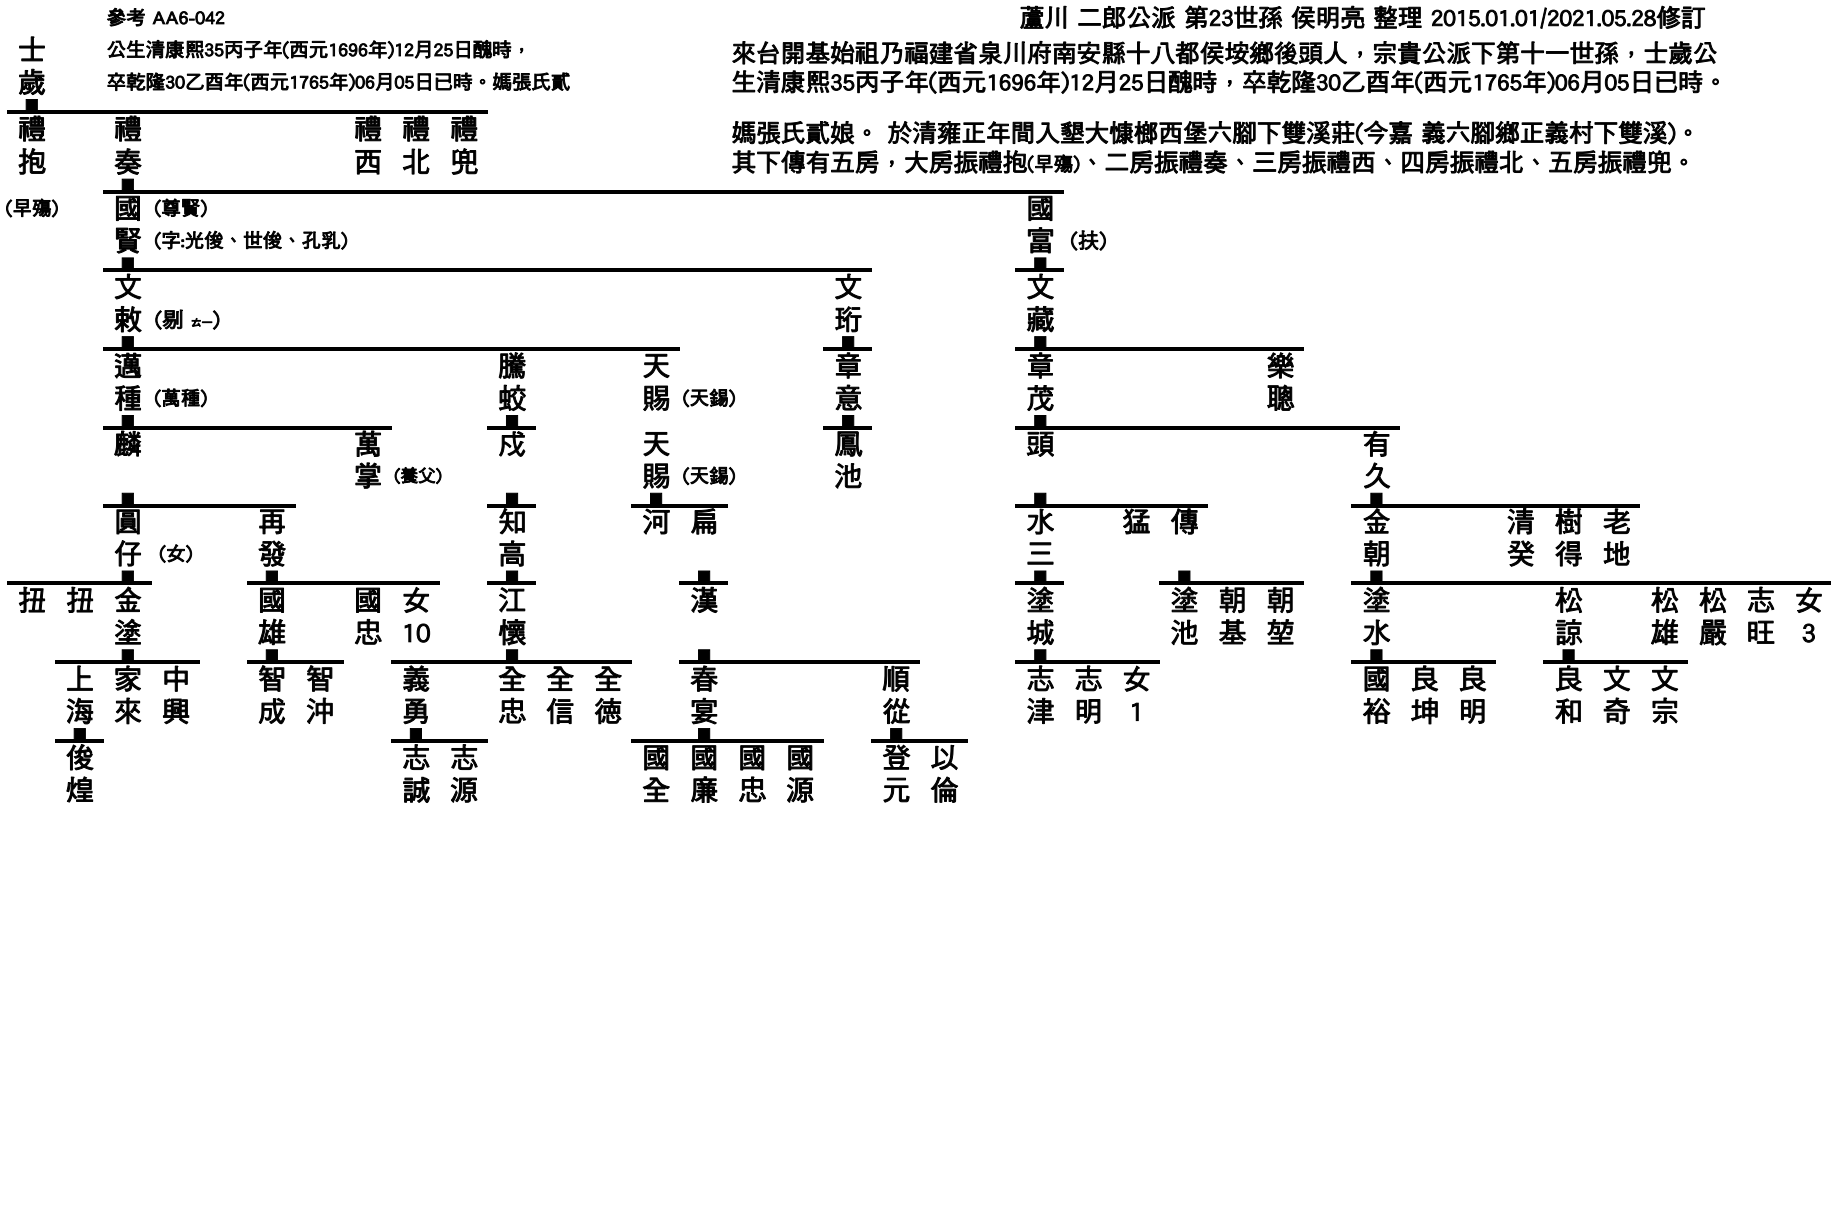 參考 AA6-042
蘆川 二郎公派 第23世孫 侯明亮 整理 2015.01.01/2021.05.28修訂
士歲
公生清康熙35丙子年(西元1696年)12月25日醜時，
卒乾隆30乙酉年(西元1765年)06月05日已時。媽張氏貳
來台開基始祖乃福建省泉川府南安縣十八都侯垵鄉後頭人，宗貴公派下第十一世孫，士歲公
生清康熙35丙子年(西元1696年)12月25日醜時，卒乾隆30乙酉年(西元1765年)06月05日已時。
媽張氏貳娘。 於清雍正年間入墾大槺榔西堡六腳下雙溪莊(今嘉 義六腳鄉正義村下雙溪)。
其下傳有五房，大房振禮抱(早殤)、二房振禮奏、三房振禮西、四房振禮北、五房振禮兜。
禮抱 禮奏 禮西 禮北 禮兜
(早殤) 國賢 (尊賢) (字:光俊、世俊、孔乳) 國富 (扶)
文敕 (剔 ㄊㄧ) 文珩 文藏
邁種 (萬種) 騰蛟 天賜 (天錫) 章意 章茂 樂聰
麟 萬掌 (養父) 戍 天賜 (天錫) 鳳池 頭 有久
圓仔 (女) 再發 知高 河 扁 水三 猛 傳 金朝 清癸 樹得 老地
扭 扭 金塗 國雄 國忠 女10 江懷 漢 塗城 塗池 朝基 朝堃 塗水 松諒 松雄 松嚴 志旺 女3
上海 家來 中興 智成 智沖 義勇 全忠 全信 全徳 春宴 順從 志津 志明 女1 國裕 良坤 良明 良和 文奇 文宗
俊煌 志誠 志源 國全 國廉 國忠 國源 登元 以倫